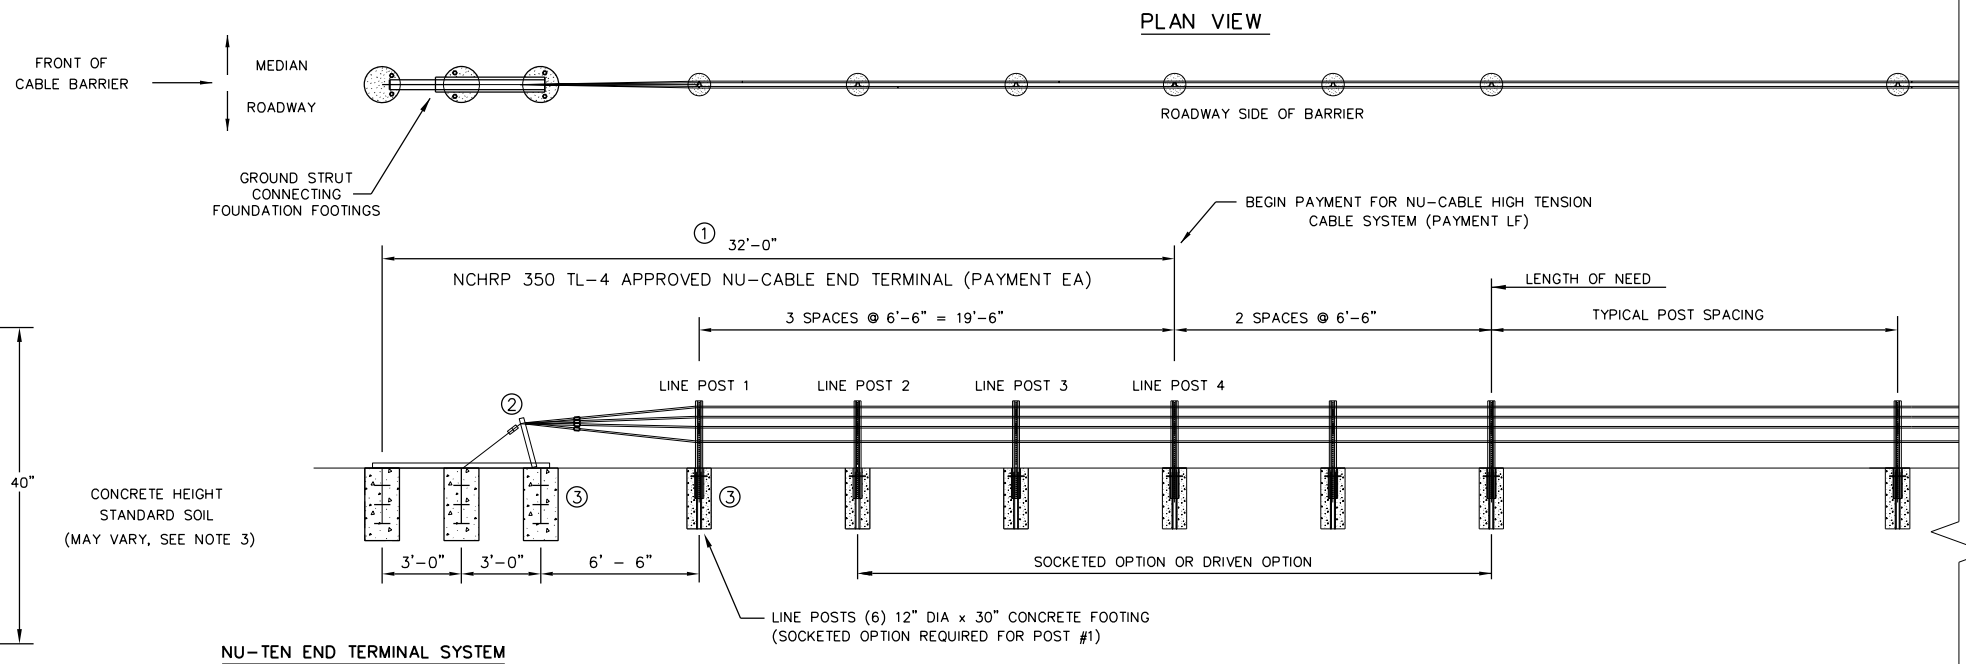 PLAN VIEW
FRONT OF
CABLE BARRIER
MEDIAN
ROADWAY
ROADWAY SIDE OF BARRIER
GROUND STRUT
CONNECTING
FOUNDATION FOOTINGS
BEGIN PAYMENT FOR NU-CABLE HIGH TENSION
CABLE SYSTEM (PAYMENT LF)
1
32'-0"
NCHRP 350 TL-4 APPROVED NU-CABLE END TERMINAL (PAYMENT EA)
LENGTH OF NEED
3 SPACES @ 6'-6" = 19'-6"
2 SPACES @ 6'-6"
TYPICAL POST SPACING
LINE POST 1
LINE POST 2
LINE POST 3
LINE POST 4
2
40"
CONCRETE HEIGHT
STANDARD SOIL
(MAY VARY, SEE NOTE 3)
3
3
3'-0"
3'-0"
6' - 6"
SOCKETED OPTION OR DRIVEN OPTION
LINE POSTS (6) 12" DIA x 30" CONCRETE FOOTING
(SOCKETED OPTION REQUIRED FOR POST #1)
NU-TEN END TERMINAL SYSTEM